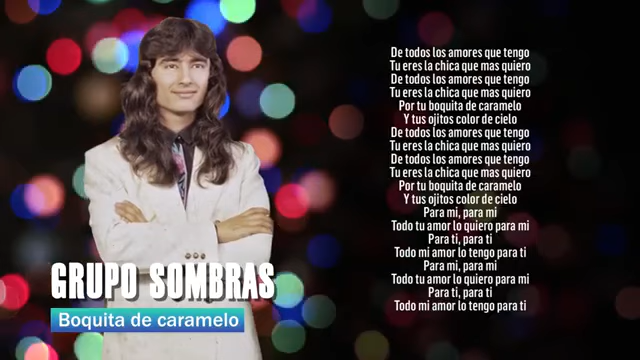 De todos los amores que tengo
Tu eres la chica que mas quiero
De todos los amores que tengo
Tu eres la chica que mas quiero
Por tu boquita de caramelo
Y tus ojitos color de cielo
De todos los amores que tengo
Tu eres la chica que mas quiero
De todos los amores que tengo
Tu eres la chica que mas quiero
Por tu boquita de caramelo
Y tus ojitos color de cielo
Para mi, para mi
Todo tu amor lo quiero para mi
Para ti, para ti
Todo mi amor lo tengo para ti
Para mi, para mi
Todo tu amor lo quiero para mi
Para ti, para ti
Todo mi amor lo tengo para ti
GRUPO SOMBRAS
Boquita de caramelo